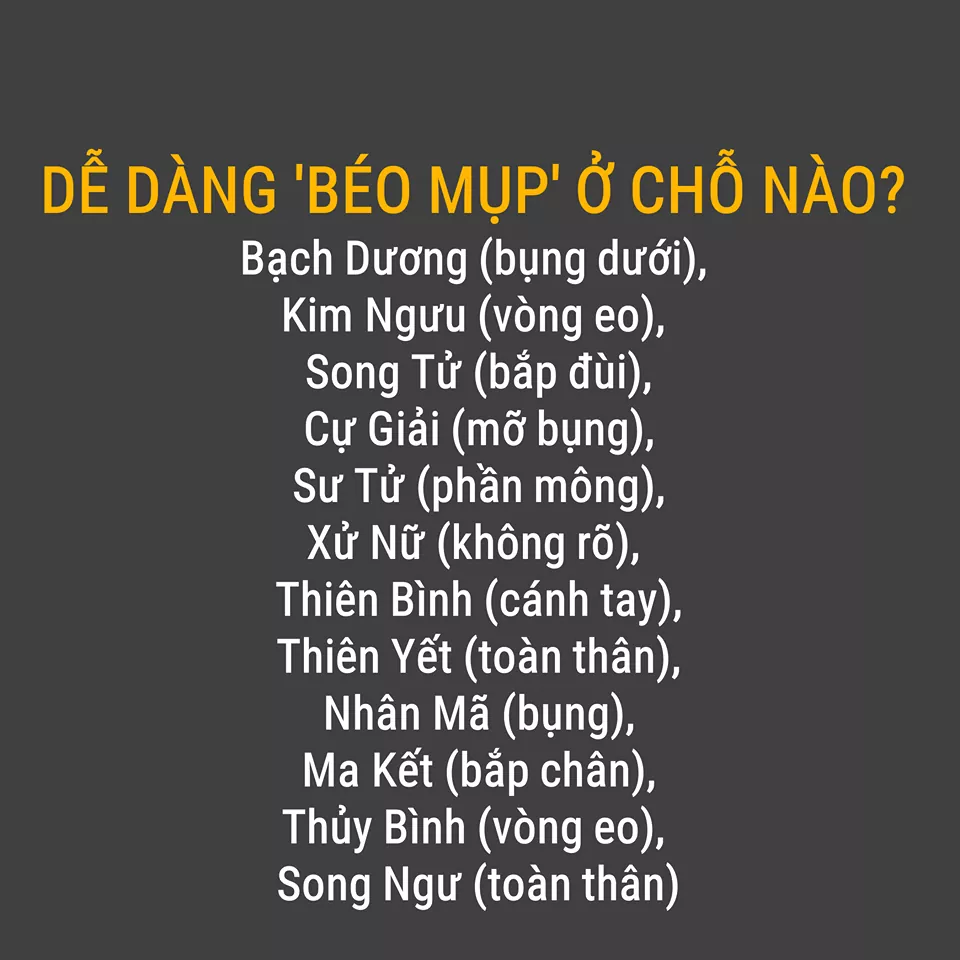 DỄ DÀNG 'BÉO MỤP' Ở CHỖ NÀO?
Bạch Dương (bụng dưới),
Kim Ngưu (vòng eo),
Song Tử (bắp đùi),
Cự Giải (mỡ bụng),
Sư Tử (phần mông),
Xử Nữ (không rõ),
Thiên Bình (cánh tay),
Thiên Yết (toàn thân),
Nhân Mã (bụng),
Ma Kết (bắp chân),
Thủy Bình (vòng eo),
Song Ngư (toàn thân)